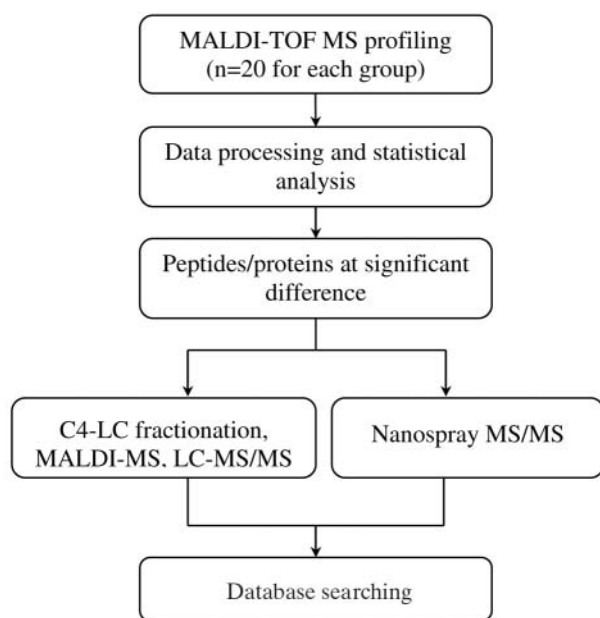 MALDI-TOF MS profiling
(n=20 for each group)
Data processing and statistical
analysis
Peptides/proteins at significant
difference
C4-LC fractionation,
MALDI-MS, LC-MS/MS
Nanospray MS/MS
Database searching